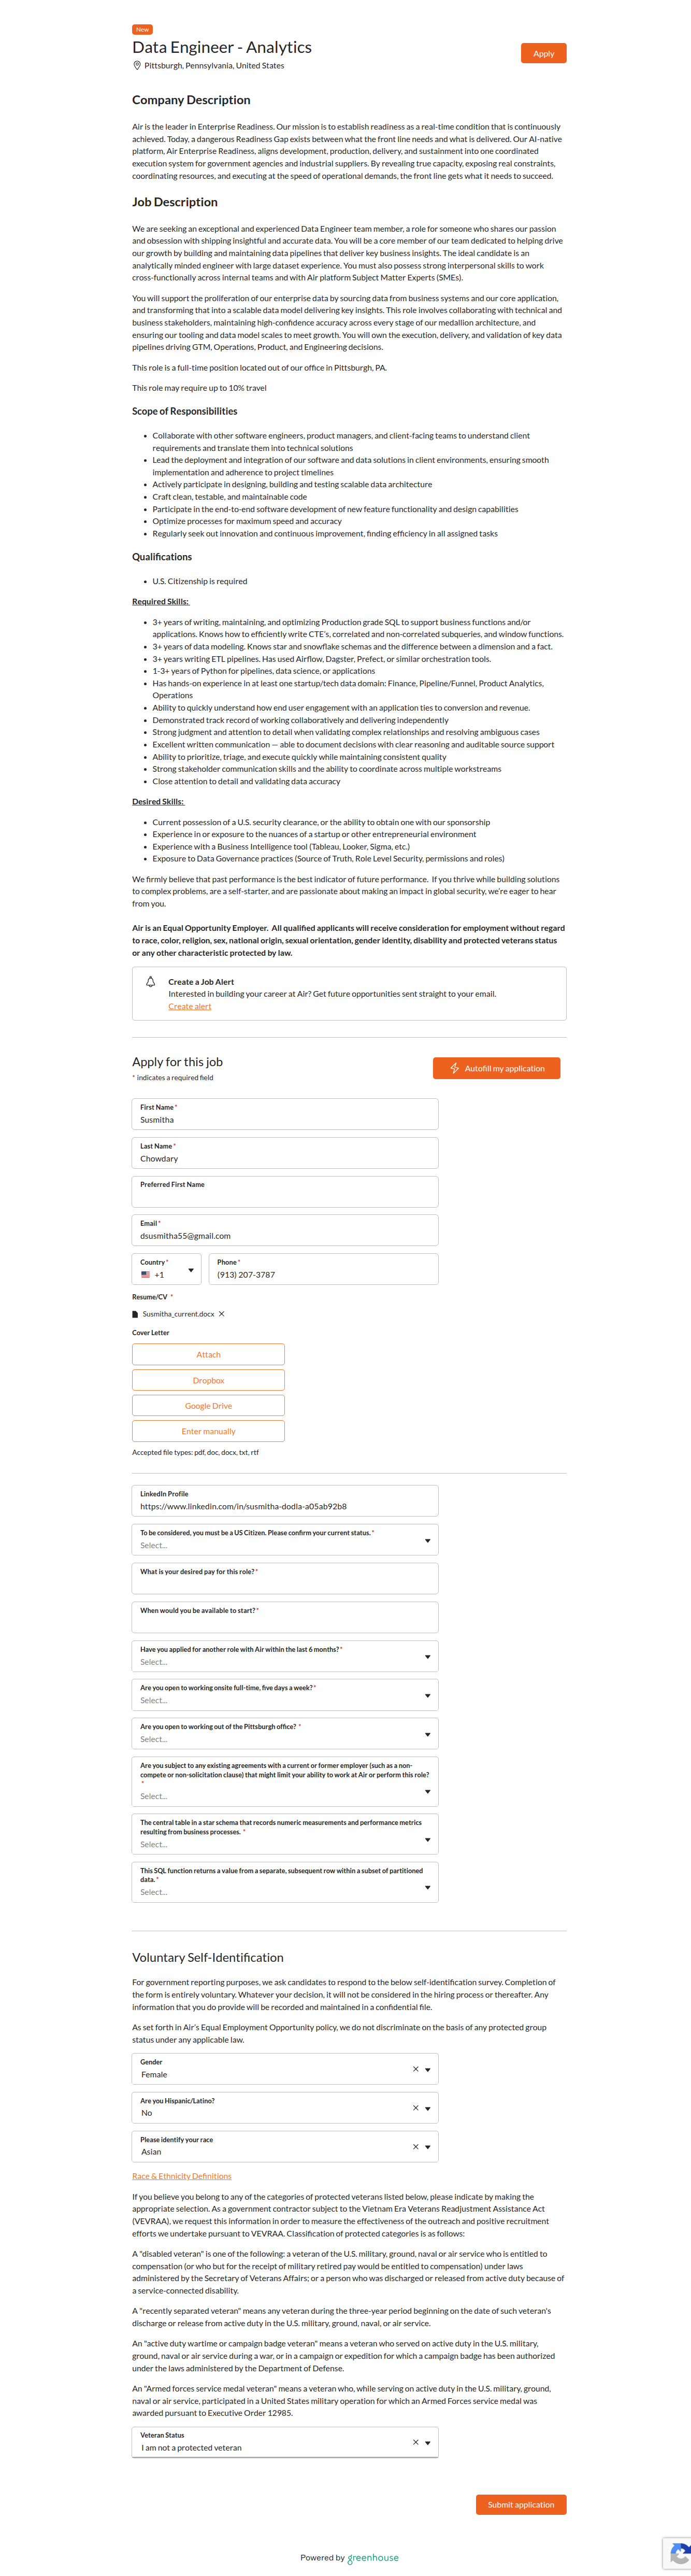 New
Data Engineer - Analytics
Pittsburgh, Pennsylvania, United States
Apply
Company Description
Air is the leader in Enterprise Readiness. Our mission is to establish readiness as a real-time condition that is continuously
achieved. Today, a dangerous Readiness Gap exists between what the front line needs and what is delivered. Our AI-native
platform, Air Enterprise Readiness, aligns development, production, delivery, and sustainment into one coordinated
execution system for government agencies and industrial suppliers. By revealing true capacity, exposing real constraints,
coordinating resources, and executing at the speed of operational demands, the front line gets what it needs to succeed.
Job Description
We are seeking an exceptional and experienced Data Engineer team member, a role for someone who shares our passion
and obsession with shipping insightful and accurate data. You will be a core member of our team dedicated to helping drive
our growth by building and maintaining data pipelines that deliver key business insights. The ideal candidate is an
analytically minded engineer with large dataset experience. You must also possess strong interpersonal skills to work
cross-functionally across internal teams and with Air platform Subject Matter Experts (SMEs).
You will support the proliferation of our enterprise data by sourcing data from business systems and our core application,
and transforming that into a scalable data model delivering key insights. This role involves collaborating with technical and
business stakeholders, maintaining high-confidence accuracy across every stage of our medallion architecture, and
ensuring our tooling and data model scales to meet growth. You will own the execution, delivery, and validation of key data
pipelines driving GTM, Operations, Product, and Engineering decisions.
This role is a full-time position located out of our office in Pittsburgh, PA.
This role may require up to 10% travel
Scope of Responsibilities
• Collaborate with other software engineers, product managers, and client-facing teams to understand client
requirements and translate them into technical solutions
• Lead the deployment and integration of our software and data solutions in client environments, ensuring smooth
implementation and adherence to project timelines
• Actively participate in designing, building and testing scalable data architecture
• Craft clean, testable, and maintainable code
• Participate in the end-to-end software development of new feature functionality and design capabilities
• Optimize processes for maximum speed and accuracy
• Regularly seek out innovation and continuous improvement, finding efficiency in all assigned tasks
Qualifications
• U.S. Citizenship is required
Required Skills:
• 3+ years of writing, maintaining, and optimizing Production grade SQL to support business functions and/or
applications. Knows how to efficiently write CTE's, correlated and non-correlated subqueries, and window functions.
• 3+ years of data modeling. Knows star and snowflake schemas and the difference between a dimension and a fact.
• 3+ years writing ETL pipelines. Has used Airflow, Dagster, Prefect, or similar orchestration tools.
• 1-3+ years of Python for pipelines, data science, or applications
• Has hands-on experience in at least one startup/tech data domain: Finance, Pipeline/Funnel, Product Analytics,
Operations
• Ability to quickly understand how end user engagement with an application ties to conversion and revenue.
• Demonstrated track record of working collaboratively and delivering independently
• Strong judgment and attention to detail when validating complex relationships and resolving ambiguous cases
• Excellent written communication — able to document decisions with clear reasoning and auditable source support
• Ability to prioritize, triage, and execute quickly while maintaining consistent quality
• Strong stakeholder communication skills and the ability to coordinate across multiple workstreams
• Close attention to detail and validating data accuracy
Desired Skills:
• Current possession of a U.S. security clearance, or the ability to obtain one with our sponsorship
• Experience in or exposure to the nuances of a startup or other entrepreneurial environment
• Experience with a Business Intelligence tool (Tableau, Looker, Sigma, etc.)
• Exposure to Data Governance practices (Source of Truth, Role Level Security, permissions and roles)
We firmly believe that past performance is the best indicator of future performance. If you thrive while building solutions
to complex problems, are a self-starter, and are passionate about making an impact in global security, we're eager to hear
from you.
Air is an Equal Opportunity Employer. All qualified applicants will receive consideration for employment without regard
to race, color, religion, sex, national origin, sexual orientation, gender identity, disability and protected veterans status
or any other characteristic protected by law.
Create a Job Alert
Interested in building your career at Air? Get future opportunities sent straight to your email.
Create alert
Apply for this job
* indicates a required field
Autofill my application
First Name *
Susmitha
Last Name *
Chowdary
Preferred First Name
Email *
dsusmitha55@gmail.com
Country *
+1
Phone *
(913) 207-3787
Resume/CV *
Susmitha_current.docx
Cover Letter
Attach
Dropbox
Google Drive
Enter manually
Accepted file types: pdf, doc, docx, txt, rtf
LinkedIn Profile
https://www.linkedin.com/in/susmitha-dodla-a05ab92b8
To be considered, you must be a US Citizen. Please confirm your current status. *
Select...
What is your desired pay for this role? *
When would you be available to start? *
Have you applied for another role with Air within the last 6 months? *
Select...
Are you open to working onsite full-time, five days a week? *
Select...
Are you open to working out of the Pittsburgh office? *
Select...
Are you subject to any existing agreements with a current or former employer (such as a non-
compete or non-solicitation clause) that might limit your ability to work at Air or perform this role?
*
Select...
The central table in a star schema that records numeric measurements and performance metrics
resulting from business processes. *
Select...
This SQL function returns a value from a separate, subsequent row within a subset of partitioned
data. *
Select...
Voluntary Self-Identification
For government reporting purposes, we ask candidates to respond to the below self-identification survey. Completion of
the form is entirely voluntary. Whatever your decision, it will not be considered in the hiring process or thereafter. Any
information that you do provide will be recorded and maintained in a confidential file.
As set forth in Air's Equal Employment Opportunity policy, we do not discriminate on the basis of any protected group
status under any applicable law.
Gender
Female
Are you Hispanic/Latino?
No
Please identify your race
Asian
Race & Ethnicity Definitions
If you believe you belong to any of the categories of protected veterans listed below, please indicate by making the
appropriate selection. As a government contractor subject to the Vietnam Era Veterans Readjustment Assistance Act
(VEVRAA), we request this information in order to measure the effectiveness of the outreach and positive recruitment
efforts we undertake pursuant to VEVRAA. Classification of protected categories is as follows:
A "disabled veteran" is one of the following: a veteran of the U.S. military, ground, naval or air service who is entitled to
compensation (or who but for the receipt of military retired pay would be entitled to compensation) under laws
administered by the Secretary of Veterans Affairs; or a person who was discharged or released from active duty because of
a service-connected disability.
A "recently separated veteran" means any veteran during the three-year period beginning on the date of such veteran's
discharge or release from active duty in the U.S. military, ground, naval, or air service.
An "active duty wartime or campaign badge veteran" means a veteran who served on active duty in the U.S. military,
ground, naval or air service during a war, or in a campaign or expedition for which a campaign badge has been authorized
under the laws administered by the Department of Defense.
An "Armed forces service medal veteran" means a veteran who, while serving on active duty in the U.S. military, ground,
naval or air service, participated in a United States military operation for which an Armed Forces service medal was
awarded pursuant to Executive Order 12985.
Veteran Status
I am not a protected veteran
Submit application
Powered by greenhouse